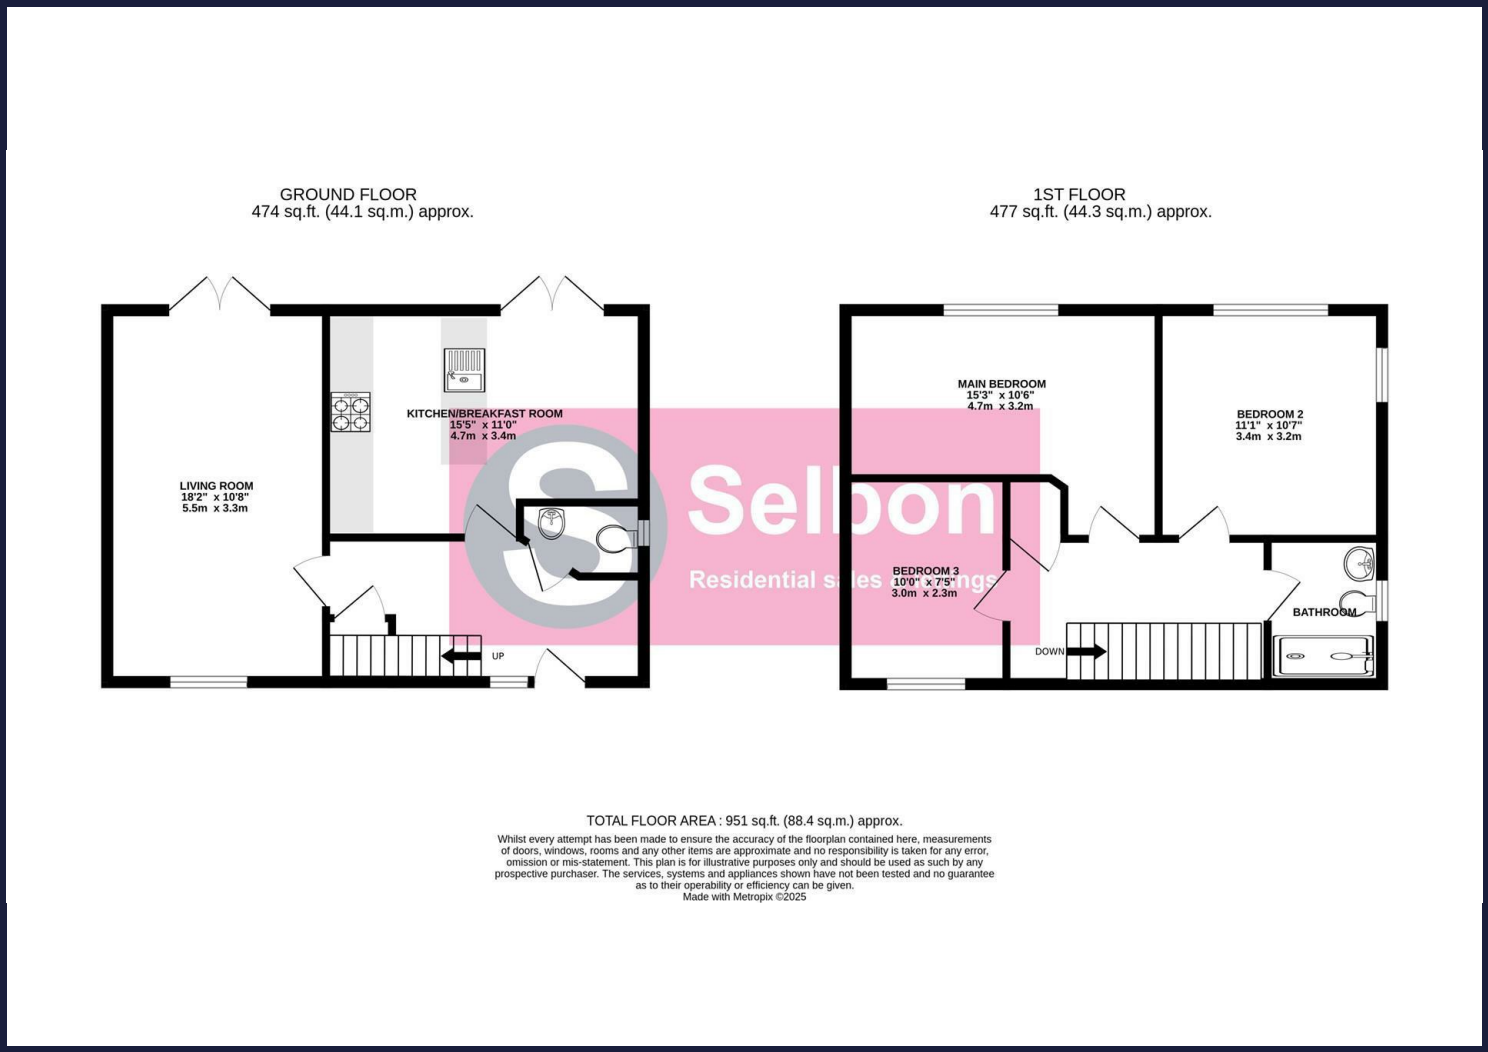 GROUND FLOOR
474 sq.ft. (44.1 sq.m.) approx.
1ST FLOOR
477 sq.ft. (44.3 sq.m.) approx.
LIVING ROOM
18'2" x 10'8"
5.5m x 3.3m
KITCHEN/BREAKFAST ROOM
15'5" x 11'0"
4.7m x 3.4m
UP
MAIN BEDROOM
15'3" x 10'6"
4.7m x 3.2m
BEDROOM 2
11'1" x 10'7"
3.4m x 3.2m
BEDROOM 3
10'0" x 7'5"
3.0m x 2.3m
BATHROOM
DOWN
S Selbon
Residential sales
TOTAL FLOOR AREA : 951 sq.ft. (88.4 sq.m.) approx.
Whilst every attempt has been made to ensure the accuracy of the floorplan contained here, measurements
of doors, windows, rooms and any other items are approximate and no responsibility is taken for any error,
omission or mis-statement. This plan is for illustrative purposes only and should be used as such by any
prospective purchaser. The services, systems and appliances shown have not been tested and no guarantee
as to their operability or efficiency can be given.
Made with Metropix ©2025